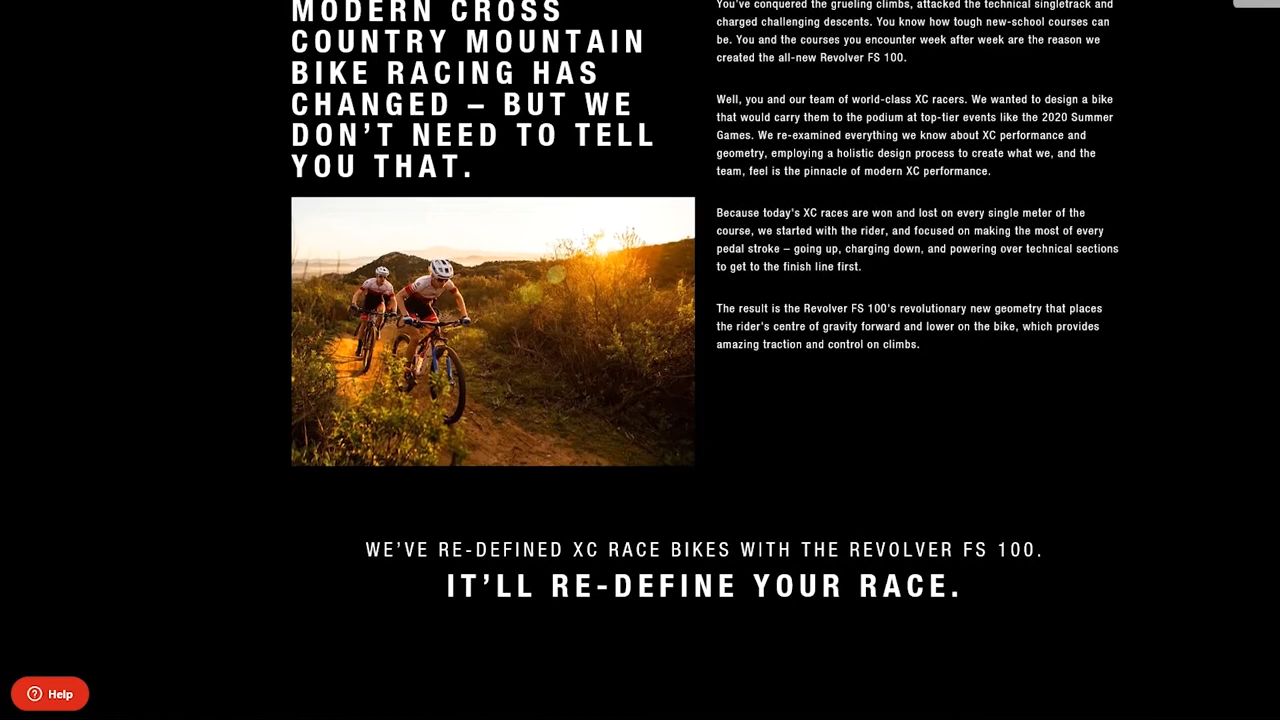 MODERN CROSS
COUNTRY MOUNTAIN
BIKE RACING HAS
CHANGED – BUT WE
DON’T NEED TO TELL
YOU THAT.
You’ve conquered the grueling climbs, attacked the technical singletrack and
charged challenging descents. You know how tough new-school courses can
be. You and the courses you encounter week after week are the reason we
created the all-new Revolver FS 100.
Well, you and our team of world-class XC racers. We wanted to design a bike
that would carry them to the podium at top-tier events like the 2020 Summer
Games. We re-examined everything we know about XC performance and
geometry, employing a holistic design process to create what we, and the
team, feel is the pinnacle of modern XC performance.
Because today’s XC races are won and lost on every single meter of the
course, we started with the rider, and focused on making the most of every
pedal stroke – going up, charging down, and powering over technical sections
to get to the finish line first.
The result is the Revolver FS 100’s revolutionary new geometry that places
the rider’s centre of gravity forward and lower on the bike, which provides
amazing traction and control on climbs.
WE’VE RE-DEFINED XC RACE BIKES WITH THE REVOLVER FS 100.
IT’LL RE-DEFINE YOUR RACE.
Help